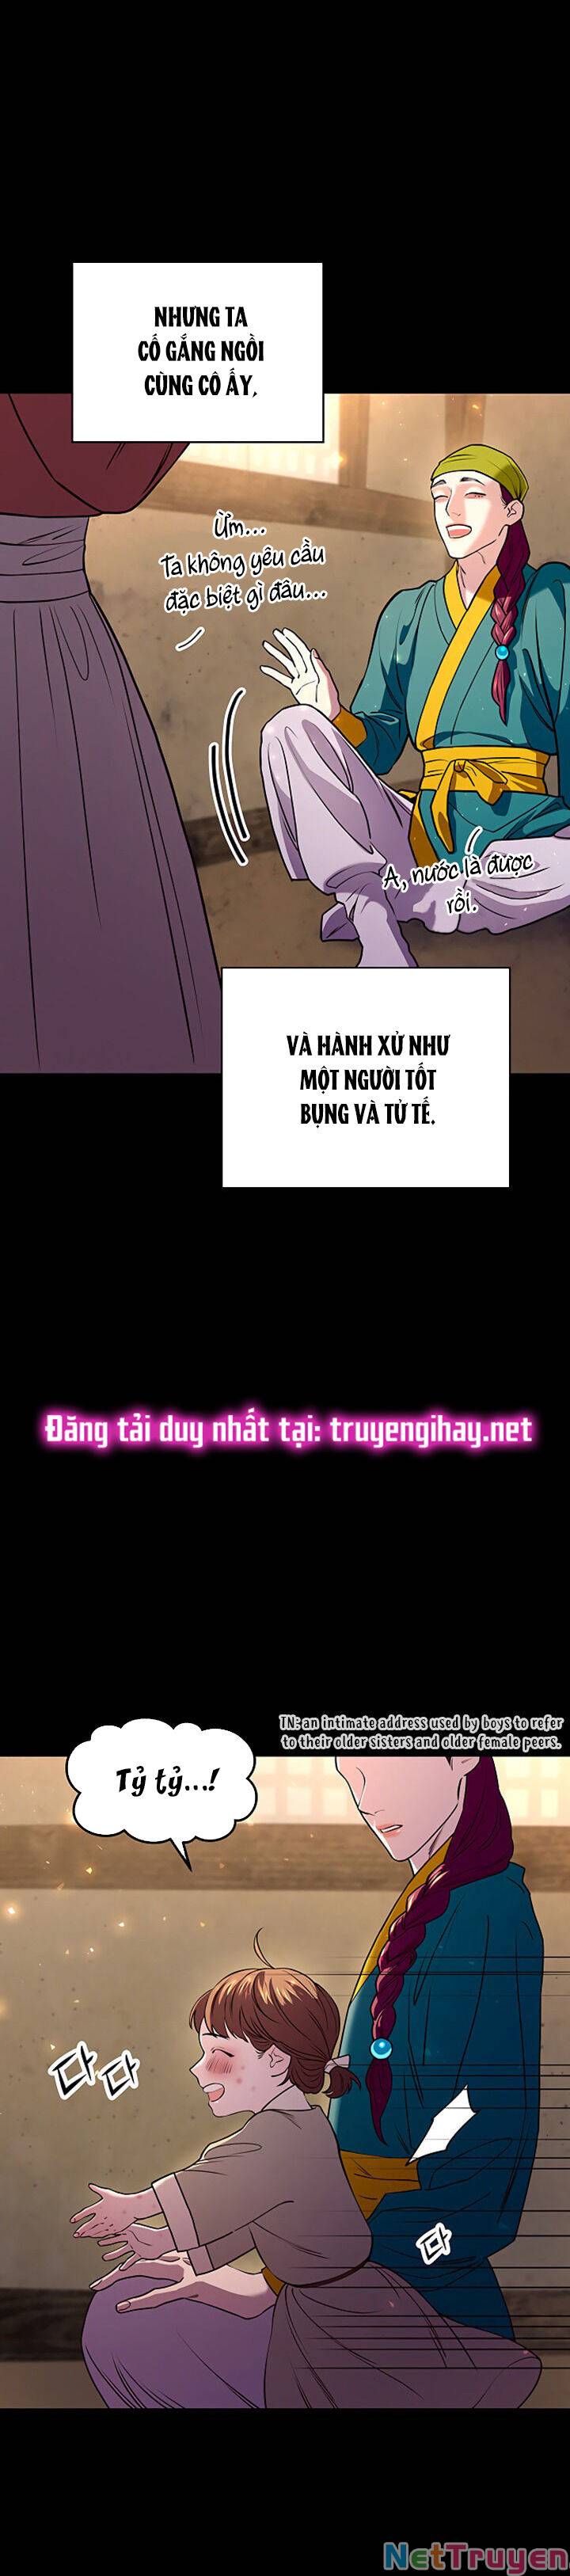 NHƯNG TA
CỐ GẮNG NGỒI
CÙNG CÔ ẤY,
Ừm...
Ta không yêu cầu
đặc biệt gì đâu...
A, nước là được
rồi.
VÀ HÀNH XỬ NHƯ
MỘT NGƯỜI TỐT
BỤNG VÀ TỬ TẾ.
Đăng tải duy nhất tại: truyengihay.net
TN: an intimate address used by boys to refer
to their older sisters and older female peers.
Tỷ tỷ...!
다다
다
NetTruyen